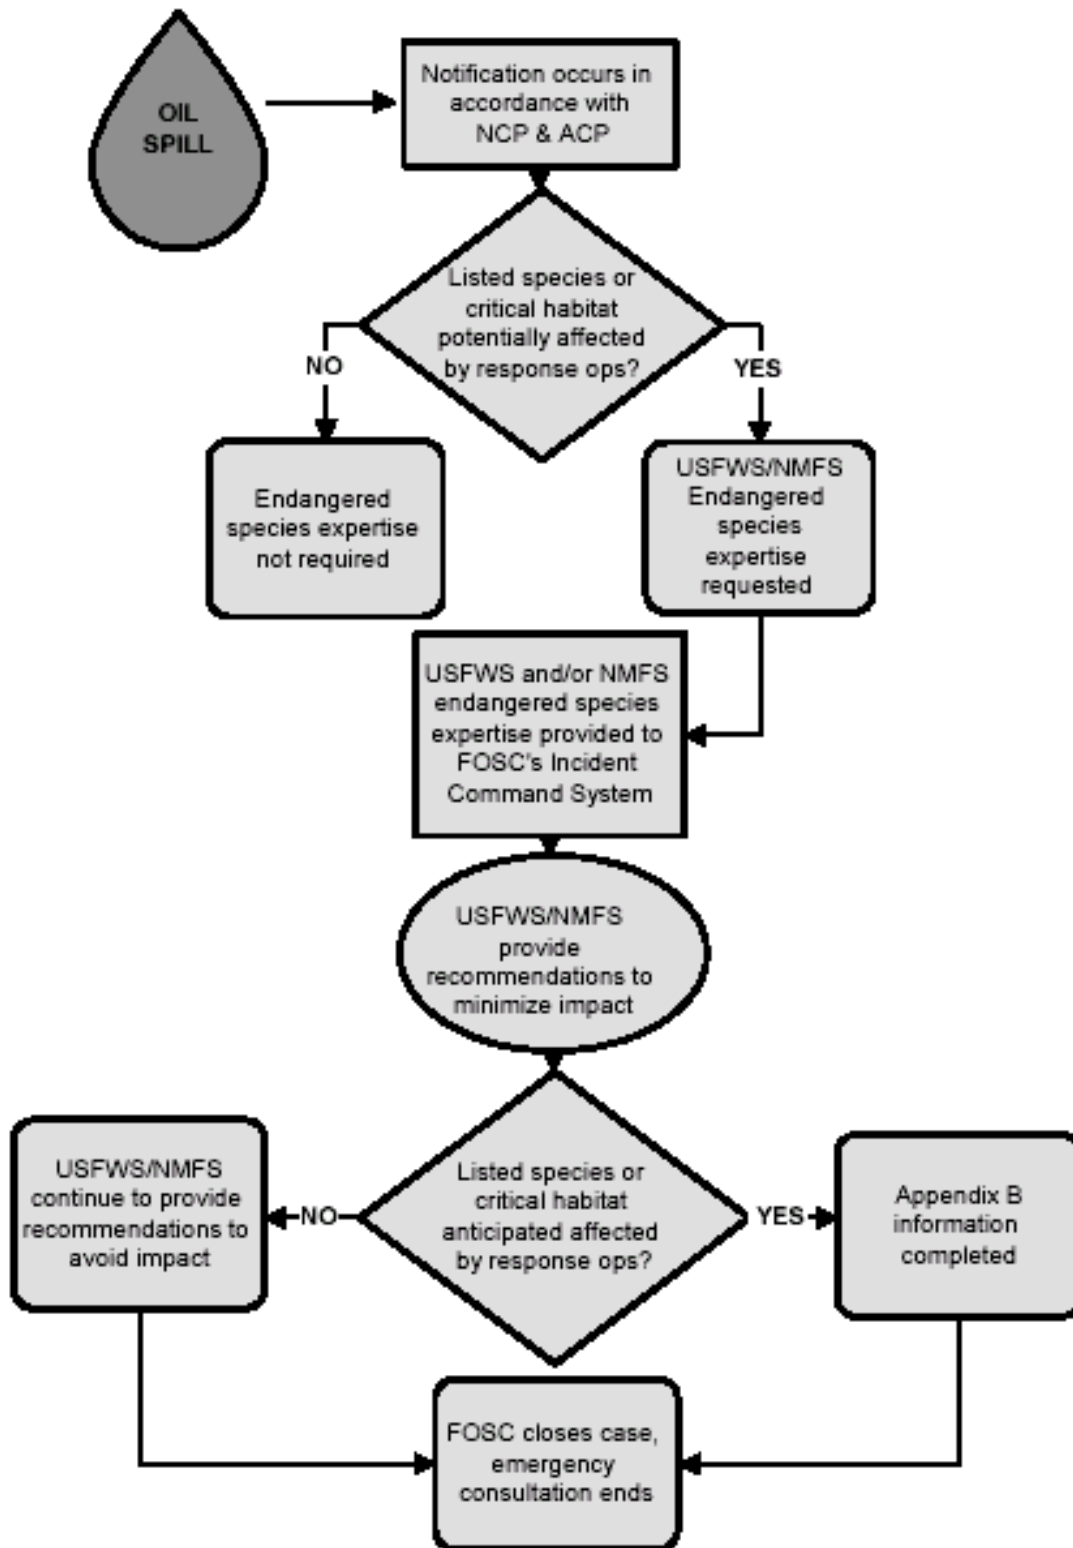 OIL
SPILL
Notification occurs in
accordance with
NCP & ACP
Listed species or
critical habitat
potentially affected
by response ops?
NO
YES
Endangered
species expertise
not required
USFWS/NMFS
Endangered
species
expertise
requested
USFWS and/or NMFS
endangered species
expertise provided to
FOSC's Incident
Command System
USFWS/NMFS
provide
recommendations to
minimize impact
Listed species or
critical habitat
anticipated affected
by response ops?
NO
YES
USFWS/NMFS
continue to provide
recommendations to
avoid impact
Appendix B
information
completed
FOSC closes case,
emergency
consultation ends